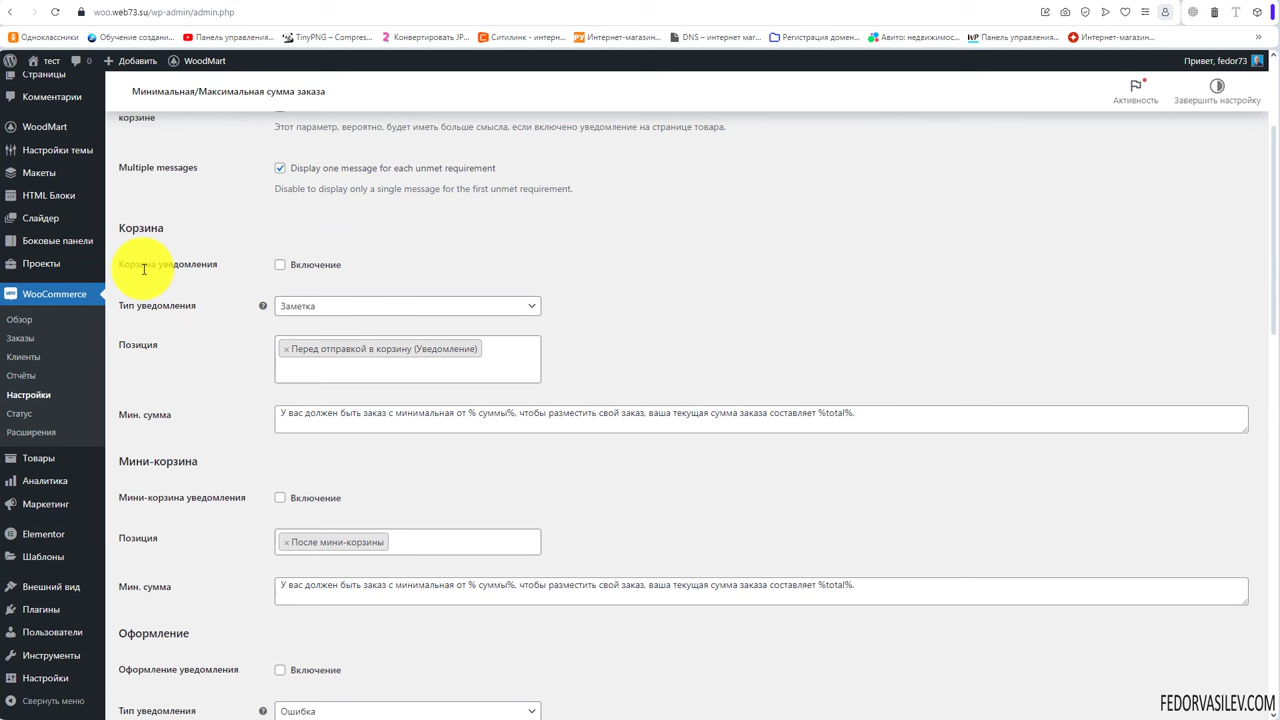 woo.web73.su/wp-admin/admin.php
Одноклассники
Обучение создани...
Панель управления...
TinyPNG – Compres...
Конвертировать JP...
Ситилинк - интерн...
Интернет-магазин...
DNS – интернет маг...
Регистрация домен...
Авито: недвижимос...
Панель управления...
Интернет-магазин...
тест
0
Добавить
WoodMart
Привет, fedor73
Страницы
Комментарии
WoodMart
Настройки темы
Макеты
HTML Блоки
Слайдер
Боковые панели
Проекты
WooCommerce
Обзор
Заказы
Клиенты
Отчёты
Настройки
Статус
Расширения
Товары
Аналитика
Маркетинг
Elementor
Шаблоны
Внешний вид
Плагины
Пользователи
Инструменты
Настройки
Свернуть меню
Минимальная/Максимальная сумма заказа
Активность
Завершить настройку
корзине
Этот параметр, вероятно, будет иметь больше смысла, если включено уведомление на странице товара.
Multiple messages
Display one message for each unmet requirement
Disable to display only a single message for the first unmet requirement.
Корзина
Корзина уведомления
Включение
Тип уведомления
Заметка
Позиция
× Перед отправкой в корзину (Уведомление)
Мин. сумма
У вас должен быть заказ с минимальная от % суммы%, чтобы разместить свой заказ, ваша текущая сумма заказа составляет %total%.
Мини-корзина
Мини-корзина уведомления
Включение
Позиция
× После мини-корзины
Мин. сумма
У вас должен быть заказ с минимальная от % суммы%, чтобы разместить свой заказ, ваша текущая сумма заказа составляет %total%.
Оформление
Оформление уведомления
Включение
Тип уведомления
Ошибка
FEDORVASILEV.COM